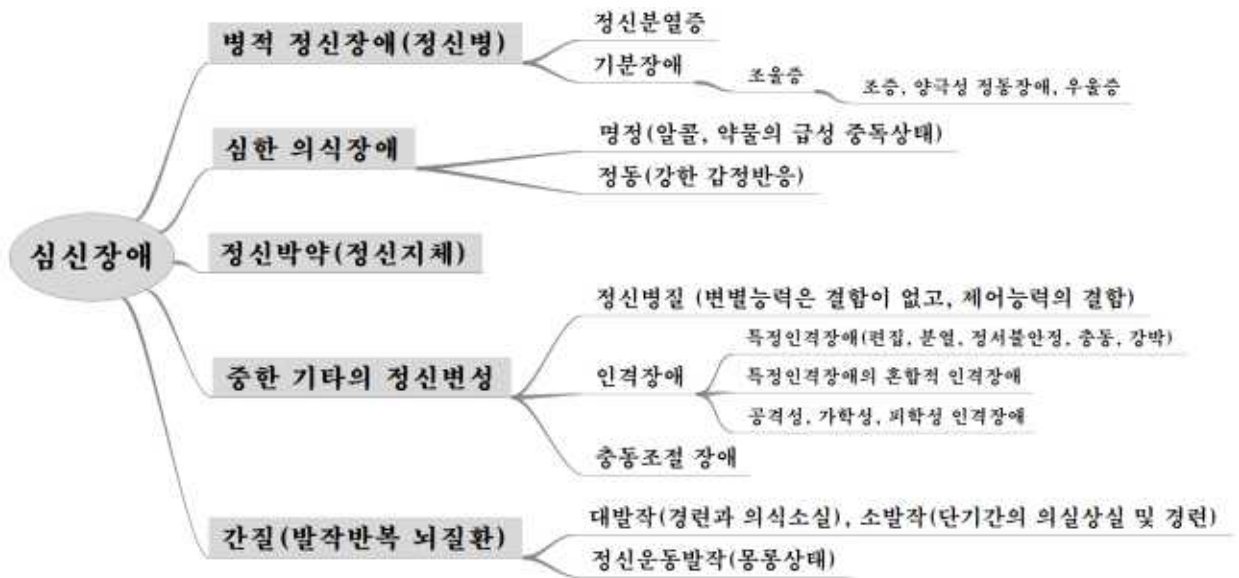 병적 정신장애(정신병)
정신분열증
기분장애
조울증
조증, 양극성 정동장애, 우울증
심한 의식장애
명정(알콜, 약물의 급성 중독상태)
정동(강한 감정반응)
심신장애
정신박약(정신지체)
중한 기타의 정신변성
정신병질 (변별능력은 결함이 없고, 제어능력의 결함)
인격장애
특정인격장애(편집, 분열, 정서불안정, 충동, 강박)
특정인격장애의 혼합적 인격장애
공격성, 가학성, 피학성 인격장애
충동조절 장애
간질(발작반복 뇌질환)
대발작(경련과 의식소실), 소발작(단기간의 의실상실 및 경련)
정신운동발작(몽롱상태)